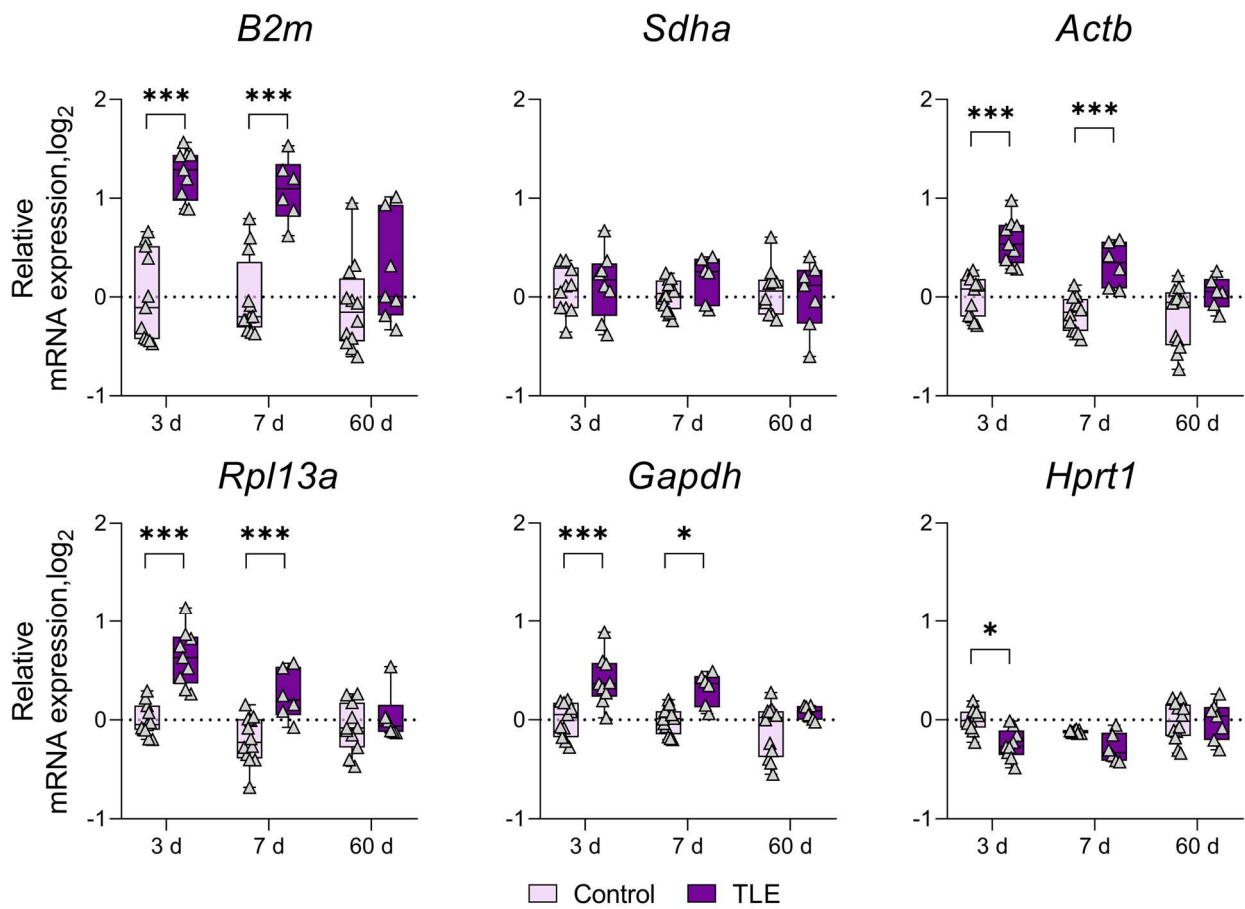 B2m Sdha Actb
*** *** *** ***
2 2 2
1 1 1
0 0 0
-1 -1 -1
Relative
mRNA expression,log2
3 d 7 d 60 d 3 d 7 d 60 d 3 d 7 d 60 d
Rpl13a Gapdh Hprt1
*** *** *** * *
2 2 2
1 1 1
0 0 0
-1 -1 -1
Relative
mRNA expression,log2
3 d 7 d 60 d 3 d 7 d 60 d 3 d 7 d 60 d
Control TLE